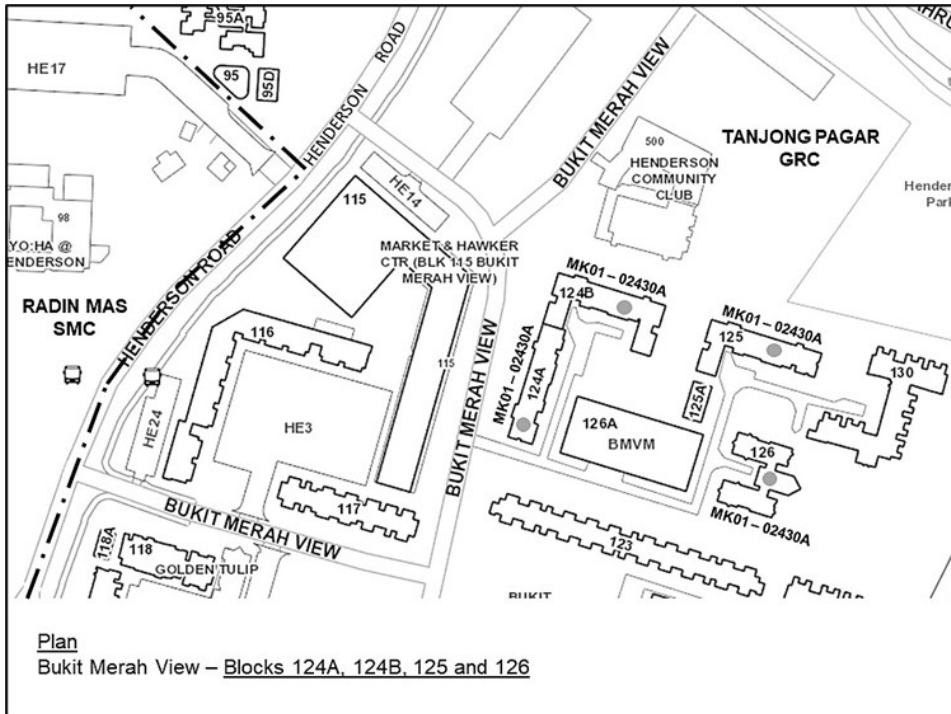 95A
HE17
95
95D
HENDERSON ROAD
BUKIT MERAH VIEW
TANJONG PAGAR
GRC
500
HENDERSON
COMMUNITY
CLUB
Hender
Park
115
HE14
98
YO:HA @
ENDERSON
MARKET & HAWKER
CTR (BLK 115 BUKIT
MERAH VIEW)
HENDERSON ROAD
RADIN MAS
SMC
MK01 – 02430A
124B
MK01 – 02430A
125
116
115
BUKIT MERAH VIEW
MK01 – 02430A
124A
125A
130
HE24
HE3
126A
BMVM
126
MK01 – 02430A
117
BUKIT MERAH VIEW
123
118A
118
GOLDEN TULIP
BUKIT
Plan
Bukit Merah View – Blocks 124A, 124B, 125 and 126